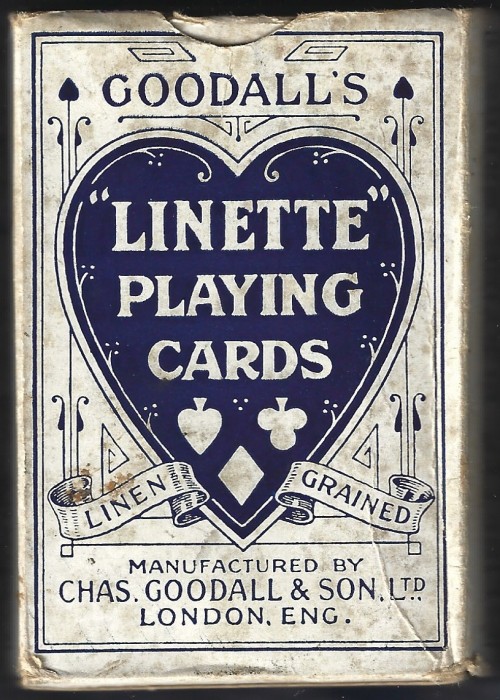 GOODALL'S
"LINETTE"
PLAYING
CARDS
LINEN GRAINED
MANUFACTURED BY
CHAS. GOODALL & SON, LTD.
LONDON, ENG.